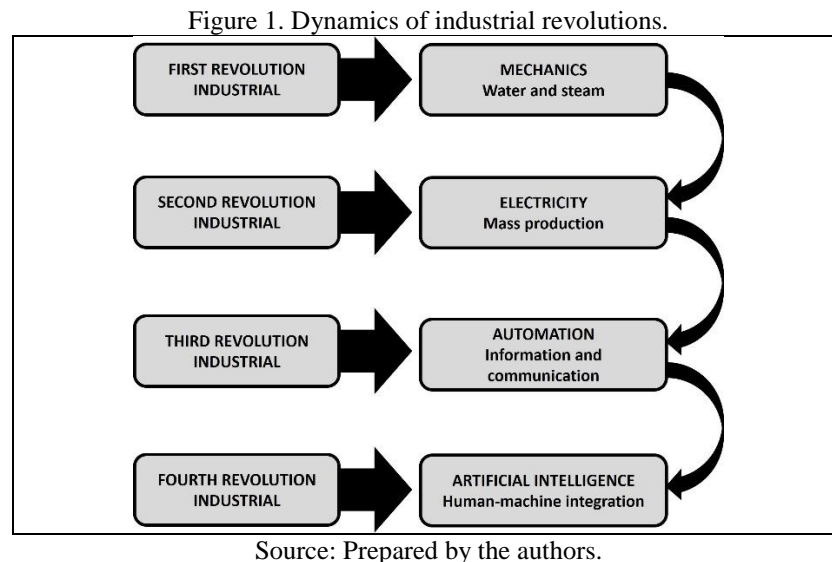 Figure 1. Dynamics of industrial revolutions.
FIRST REVOLUTION
INDUSTRIAL
MECHANICS
Water and steam
SECOND REVOLUTION
INDUSTRIAL
ELECTRICITY
Mass production
THIRD REVOLUTION
INDUSTRIAL
AUTOMATION
Information and
communication
FOURTH REVOLUTION
INDUSTRIAL
ARTIFICIAL INTELLIGENCE
Human-machine integration
Source: Prepared by the authors.